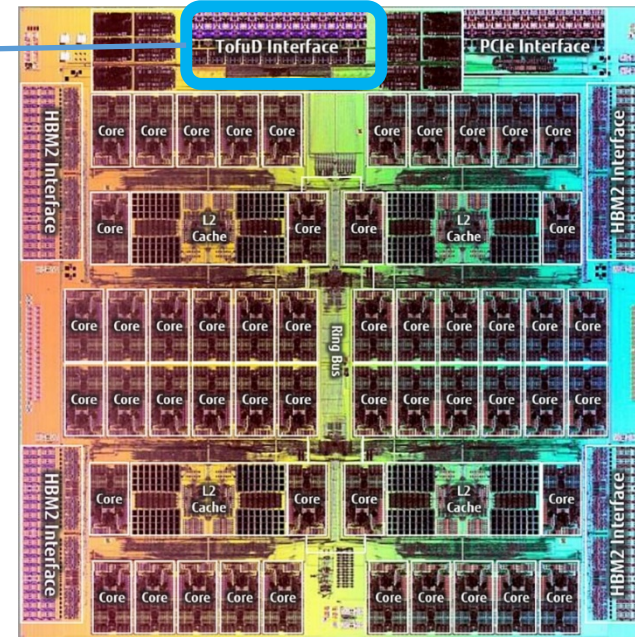 TofuD Interface PCIe Interface
HBM2 Interface
Core Core Core Core Core Core Core Core Core Core
HBM2 Interface
Core L2 Cache Core Core L2 Cache Core
Core Core Core Core Core Core Core Core Core Core Core Core
Ring Bus
Core Core Core Core Core Core Core Core Core Core Core Core
HBM2 Interface
Core L2 Cache Core Core L2 Cache Core
HBM2 Interface
Core Core Core Core Core Core Core Core Core Core